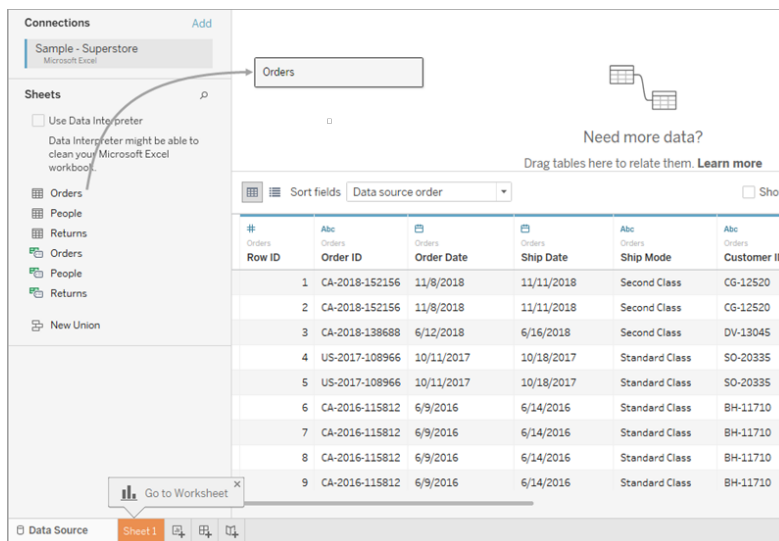 Connections Add
Sample - Superstore
Microsoft Excel
Sheets
Use Data Interpreter
Data Interpreter might be able to
clean your Microsoft Excel
workbook.
Orders
People
Returns
Orders
People
Returns
New Union
Orders
Need more data?
Drag tables here to relate them. Learn more
Sort fields Data source order Sho
# Abc Abc Abc
Orders Orders Orders Orders Orders Orders
Row ID Order ID Order Date Ship Date Ship Mode Customer I
1 CA-2018-152156 11/8/2018 11/11/2018 Second Class CG-12520
2 CA-2018-152156 11/8/2018 11/11/2018 Second Class CG-12520
3 CA-2018-138688 6/12/2018 6/16/2018 Second Class DV-13045
4 US-2017-108966 10/11/2017 10/18/2017 Standard Class SO-20335
5 US-2017-108966 10/11/2017 10/18/2017 Standard Class SO-20335
6 CA-2016-115812 6/9/2016 6/14/2016 Standard Class BH-11710
7 CA-2016-115812 6/9/2016 6/14/2016 Standard Class BH-11710
8 CA-2016-115812 6/9/2016 6/14/2016 Standard Class BH-11710
9 CA-2016-115812 6/9/2016 6/14/2016 Standard Class BH-11710
Go to Worksheet
Data Source Sheet 1